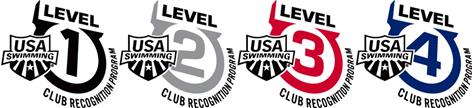 LEVEL
1
USA
SWIMMING
CLUB RECOGNITION PROGRAM
LEVEL
2
USA
SWIMMING
CLUB RECOGNITION PROGRAM
LEVEL
3
USA
SWIMMING
CLUB RECOGNITION PROGRAM
LEVEL
4
USA
SWIMMING
CLUB RECOGNITION PROGRAM